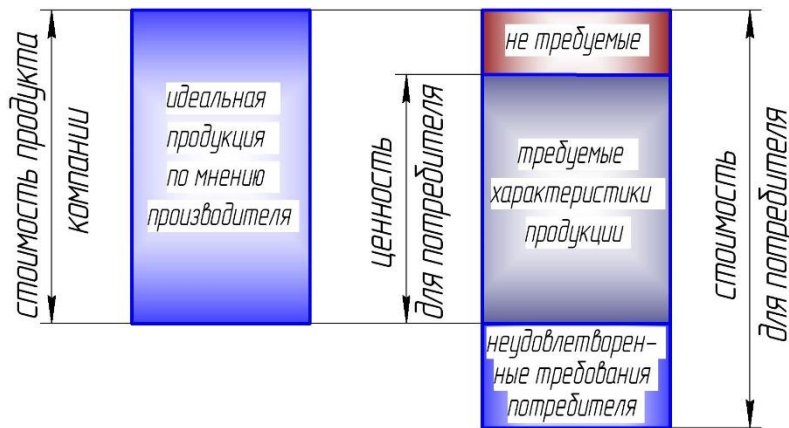 стоимость продукта
компании
идеальная
продукция
по мнению
производителя
ценность
для потребителя
не требуемые
требуемые
характеристики
продукции
неудовлетворен-
ные требования
потребителя
стоимость
для потребителя